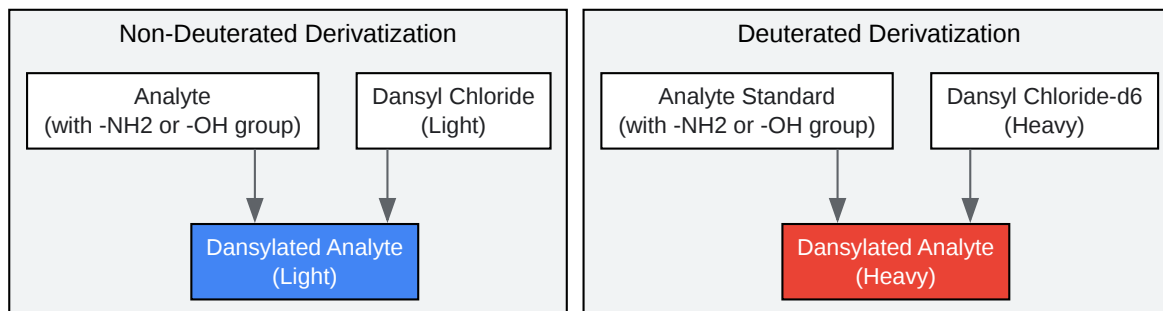 Non-Deuterated Derivatization
Analyte
(with -NH2 or -OH group)
Dansyl Chloride
(Light)
Dansylated Analyte
(Light)
Deuterated Derivatization
Analyte Standard
(with -NH2 or -OH group)
Dansyl Chloride-d6
(Heavy)
Dansylated Analyte
(Heavy)